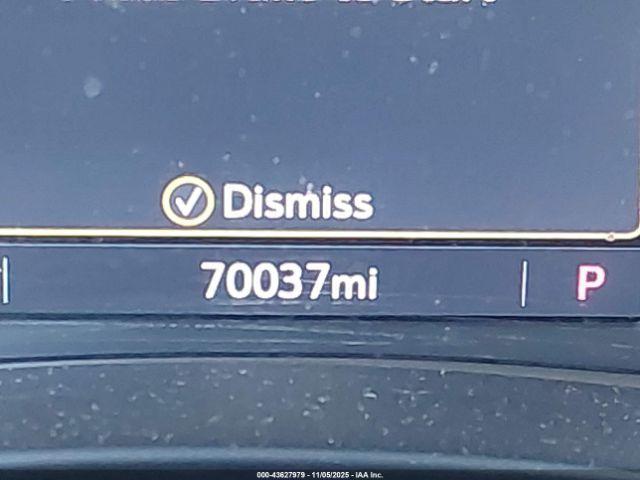 Dismiss
70037mi
P
000-43627979 - 11/05/2025 - IAA Inc.